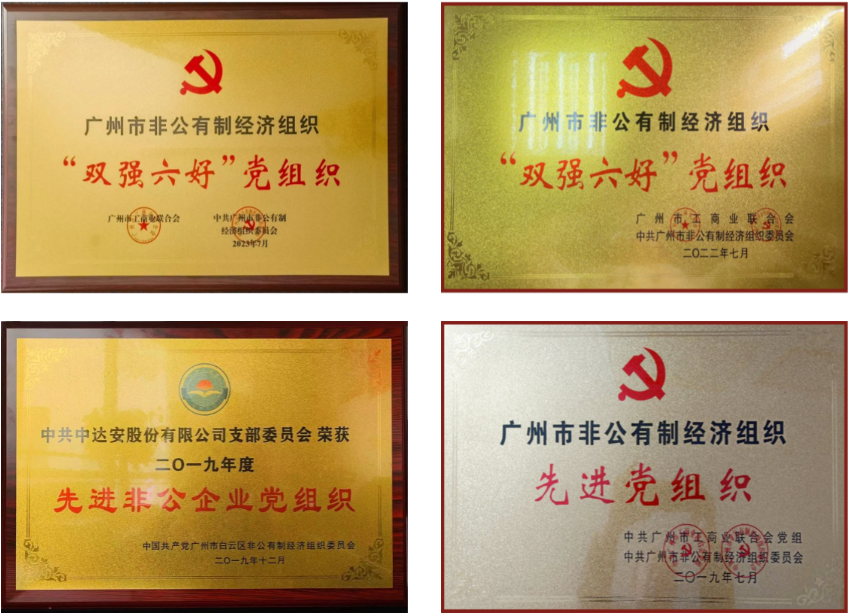 广州市非公有制经济组织
“双强六好”党组织
广州市工商业联合会
中共广州市非公有制
经济组织委员会
2023年7月
广州市非公有制经济组织
“双强六好”党组织
广州市工商业联合会
中共广州市非公有制经济组织委员会
二〇二二年七月
中共中达安股份有限公司支部委员会 荣获
二〇一九年度
先进非公企业党组织
中国共产党广州市白云区非公有制经济组织委员会
二〇一九年十二月
广州市非公有制经济组织
先进党组织
中共广州市工商业联合会党组
中共广州市非公有制经济组织委员会
二〇一九年七月